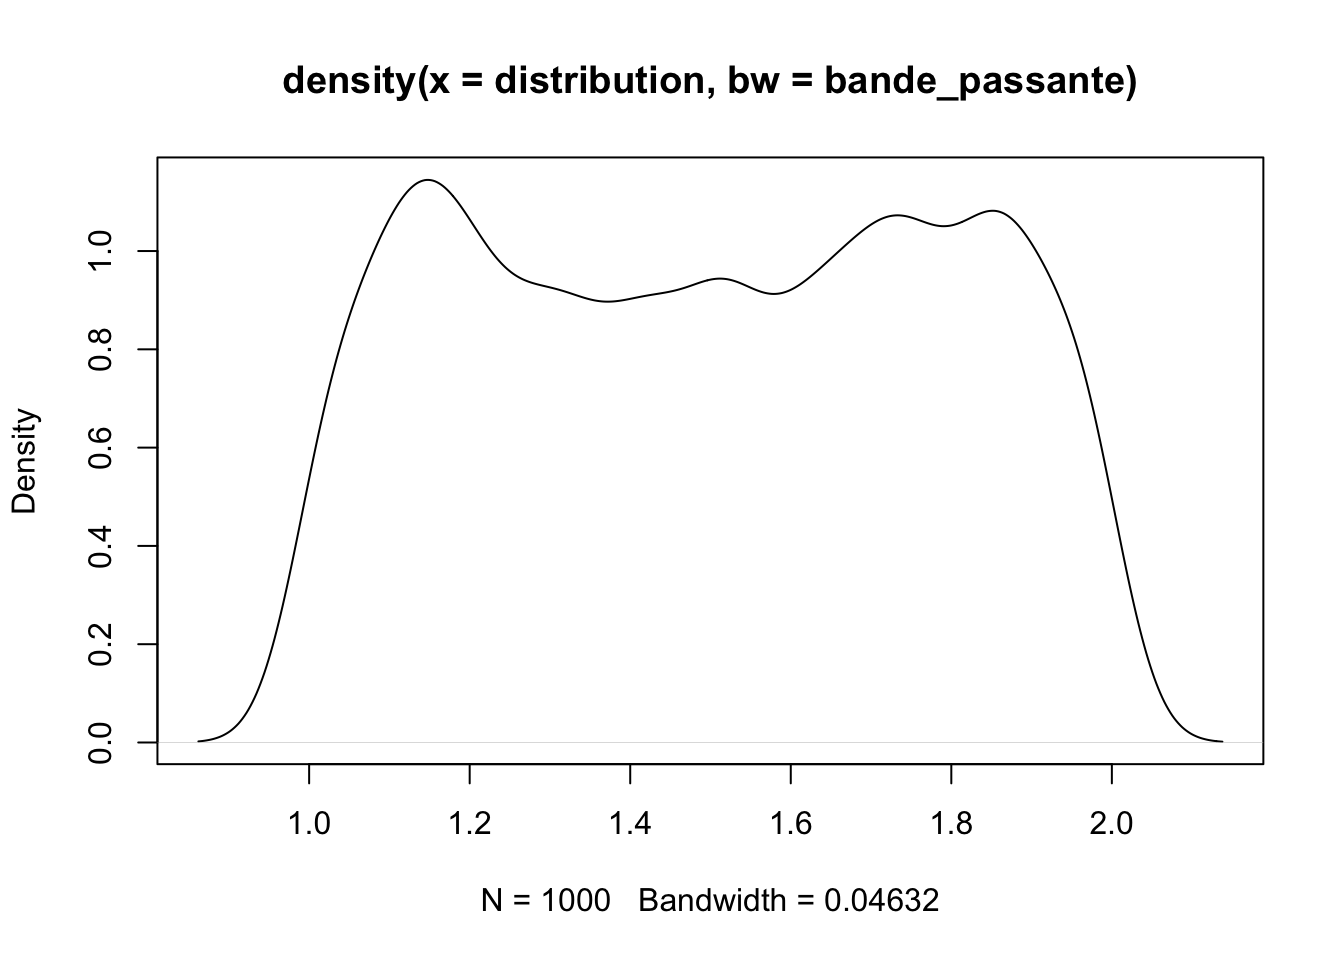 density(x = distribution, bw = bande_passante)
Density
1.0
0.8
0.6
0.4
0.2
0.0
1.0 1.2 1.4 1.6 1.8 2.0
N = 1000 Bandwidth = 0.04632